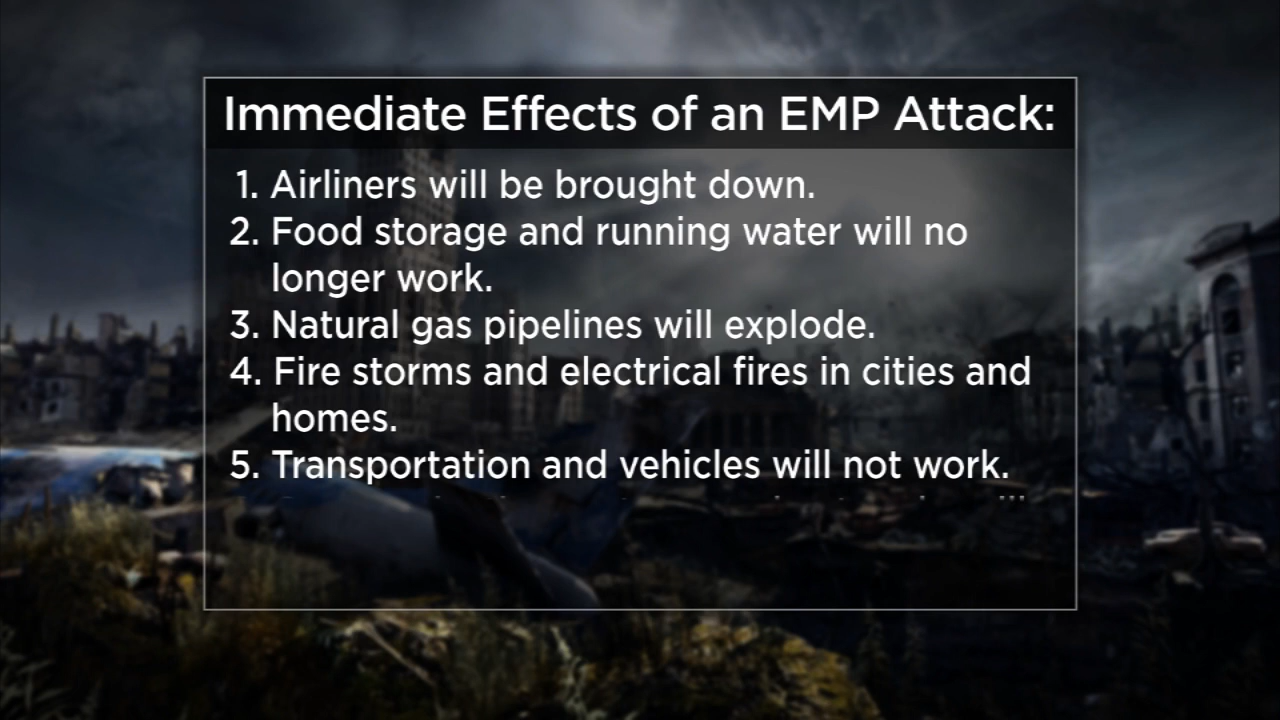 Immediate Effects of an EMP Attack:
1. Airliners will be brought down.
2. Food storage and running water will no
longer work.
3. Natural gas pipelines will explode.
4. Fire storms and electrical fires in cities and
homes.
5. Transportation and vehicles will not work.